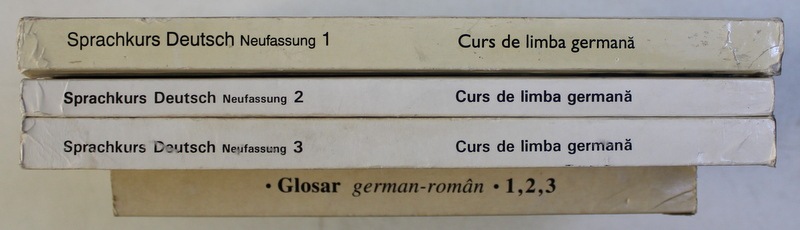 Sprachkurs Deutsch Neufassung 1 Curs de limba germană
Sprachkurs Deutsch Neufassung 2 Curs de limba germană
Sprachkurs Deutsch Neufassung 3 Curs de limba germană
• Glosar german-român • 1,2,3